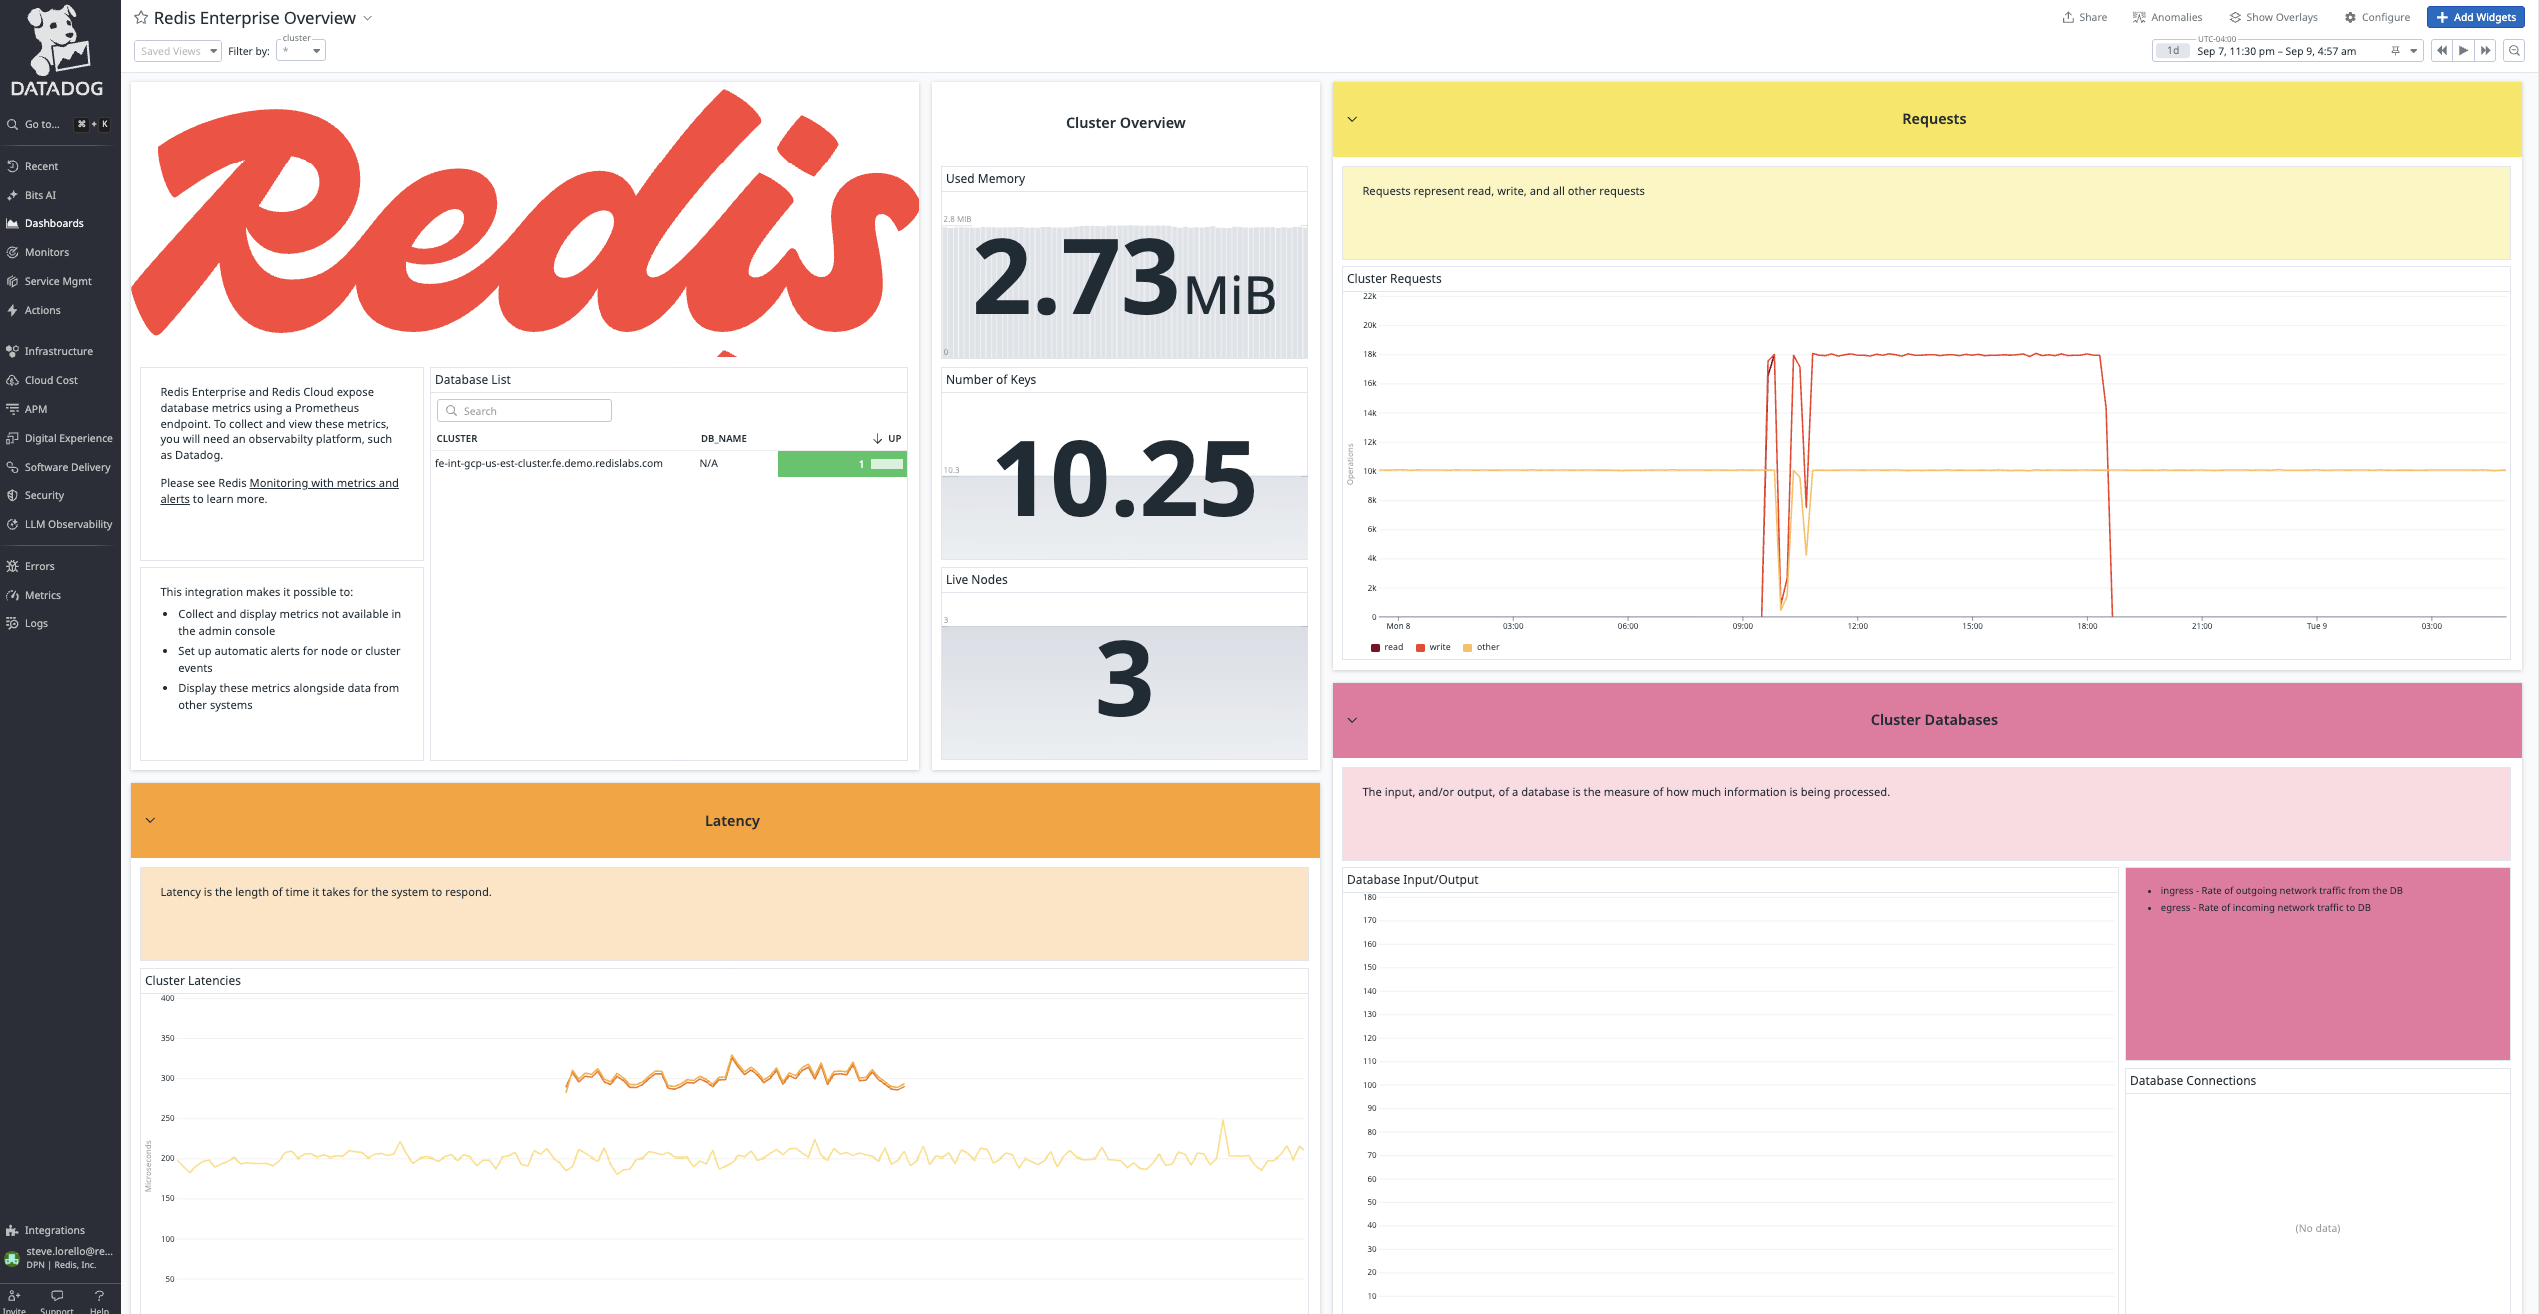 DATADOG
Go to... ⌘ + K
Recent
Bits AI
Dashboards
Monitors
Service Mgmt
Actions
Infrastructure
Cloud Cost
APM
Digital Experience
Software Delivery
Security
LLM Observability
Errors
Metrics
Logs
Integrations
steve.lorello@re...
DPN | Redis, Inc.
Invite
Support
Help
Redis Enterprise Overview
Share
Anomalies
Show Overlays
Configure
Add Widgets
Saved Views
Filter by:
cluster
*
UTC-04:00
1d
Sep 7, 11:30 pm – Sep 9, 4:57 am
Redis
Redis Enterprise and Redis Cloud expose
database metrics using a Prometheus
endpoint. To collect and view these metrics,
you will need an observabilty platform, such
as Datadog.
Please see Redis Monitoring with metrics and
alerts to learn more.
This integration makes it possible to:
• Collect and display metrics not available in
the admin console
• Set up automatic alerts for node or cluster
events
• Display these metrics alongside data from
other systems
Database List
Search
CLUSTER DB_NAME ↓ UP
fe-int-gcp-us-est-cluster.fe.demo.redislabs.com N/A 1
Cluster Overview
Used Memory
2.8 MIB
2.73 MiB
0
Number of Keys
10.3
10.25
Live Nodes
3
3
Latency
Latency is the length of time it takes for the system to respond.
Cluster Latencies
Microseconds
400
350
300
250
200
150
100
50
Requests
Requests represent read, write, and all other requests
Cluster Requests
Operations
22k
20k
18k
16k
14k
12k
10k
8k
6k
4k
2k
0
Mon 8 03:00 06:00 09:00 12:00 15:00 18:00 21:00 Tue 9 03:00
read write other
Cluster Databases
The input, and/or output, of a database is the measure of how much information is being processed.
Database Input/Output
180
170
160
150
140
130
120
110
100
90
80
70
60
50
40
30
20
10
• ingress - Rate of outgoing network traffic from the DB
• egress - Rate of incoming network traffic to DB
Database Connections
(No data)